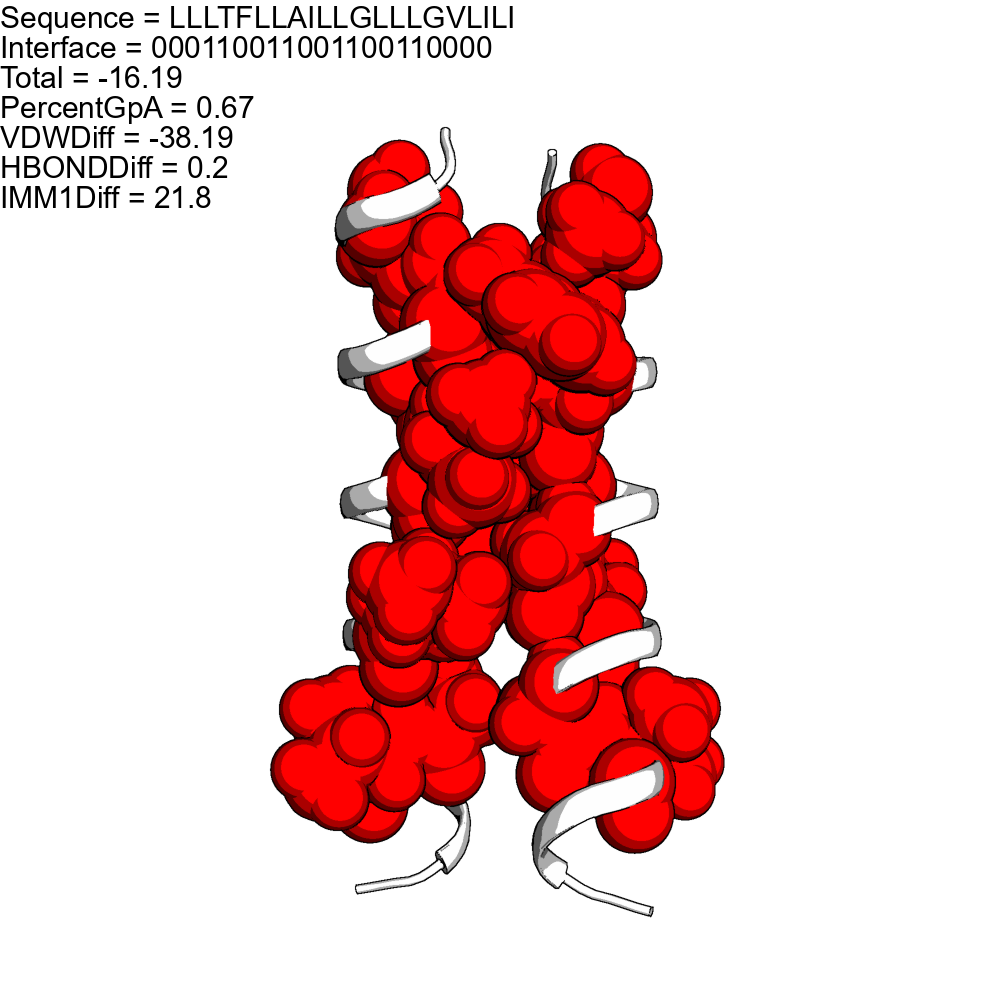 Sequence = LLLTFLLAILLGLLLGVLILI
Interface = 000110011001100110000
Total = -16.19
PercentGpA = 0.67
VDWDiff = -38.19
HBONDDiff = 0.2
IMM1Diff = 21.8